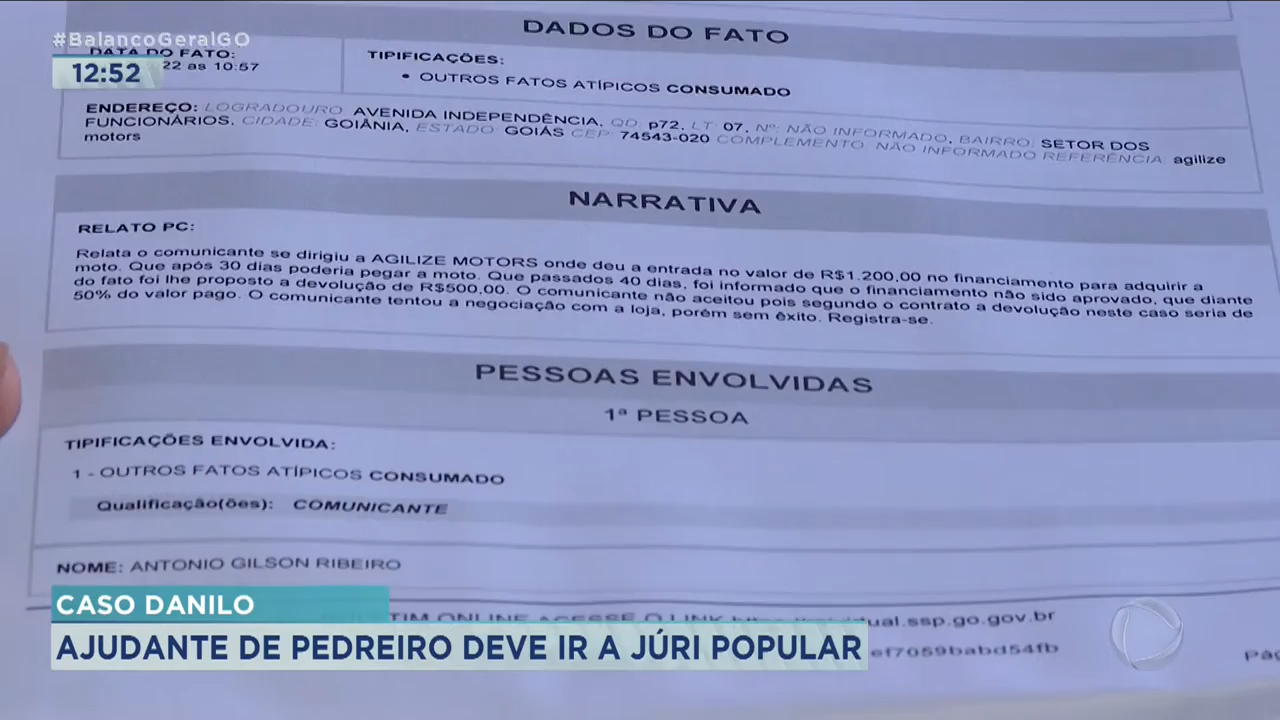 #BalancoGeralGO
12:52
DADOS DO FATO
DATA DO FATO:
22 as 10:57
TIPIFICAÇÕES:
• OUTROS FATOS ATÍPICOS CONSUMADO
ENDEREÇO: LOGRADOURO: AVENIDA INDEPENDÊNCIA, QD: p72, LT: 07, Nº: NÃO INFORMADO, BAIRRO: SETOR DOS
FUNCIONÁRIOS, CIDADE: GOIÂNIA, ESTADO: GOIÁS CEP: 74543-020 COMPLEMENTO: NÃO INFORMADO REFERÊNCIA: agilize
motors
NARRATIVA
RELATO PC:
Relata o comunicante se dirigiu a AGILIZE MOTORS onde deu a entrada no valor de R$1.200,00 no financiamento para adquirir a
moto. Que após 30 dias poderia pegar a moto. Que passados 40 dias, foi informado que o financiamento não sido aprovado, que diante
do fato foi lhe proposto a devolução de R$500,00. O comunicante não aceitou pois segundo o contrato a devolução neste caso seria de
50% do valor pago. O comunicante tentou a negociação com a loja, porém sem êxito. Registra-se.
PESSOAS ENVOLVIDAS
1ª PESSOA
TIPIFICAÇÕES ENVOLVIDA:
1 - OUTROS FATOS ATÍPICOS CONSUMADO
Qualificação(ões): COMUNICANTE
NOME: ANTONIO GILSON RIBEIRO
CASO DANILO
ONLINE ACESSE O LINK ual.ssp.go.gov.br
AJUDANTE DE PEDREIRO DEVE IR A JÚRI POPULAR
ef7059babd54fb